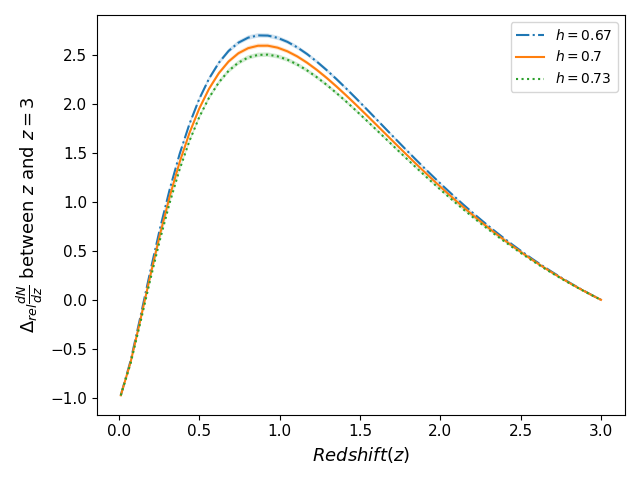 h = 0.67
h = 0.7
h = 0.73
2.5
2.0
1.5
1.0
0.5
0.0
−0.5
−1.0
Δ_rel dN/dz between z and z = 3
0.0 0.5 1.0 1.5 2.0 2.5 3.0
Redshift(z)